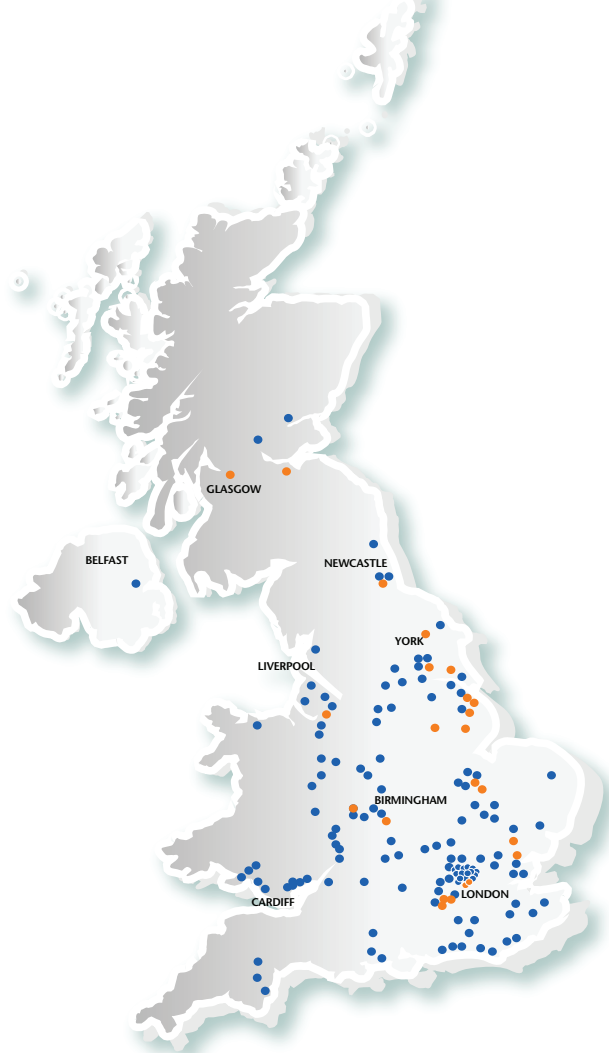 GLASGOW
BELFAST
NEWCASTLE
YORK
LIVERPOOL
BIRMINGHAM
LONDON
CARDIFF